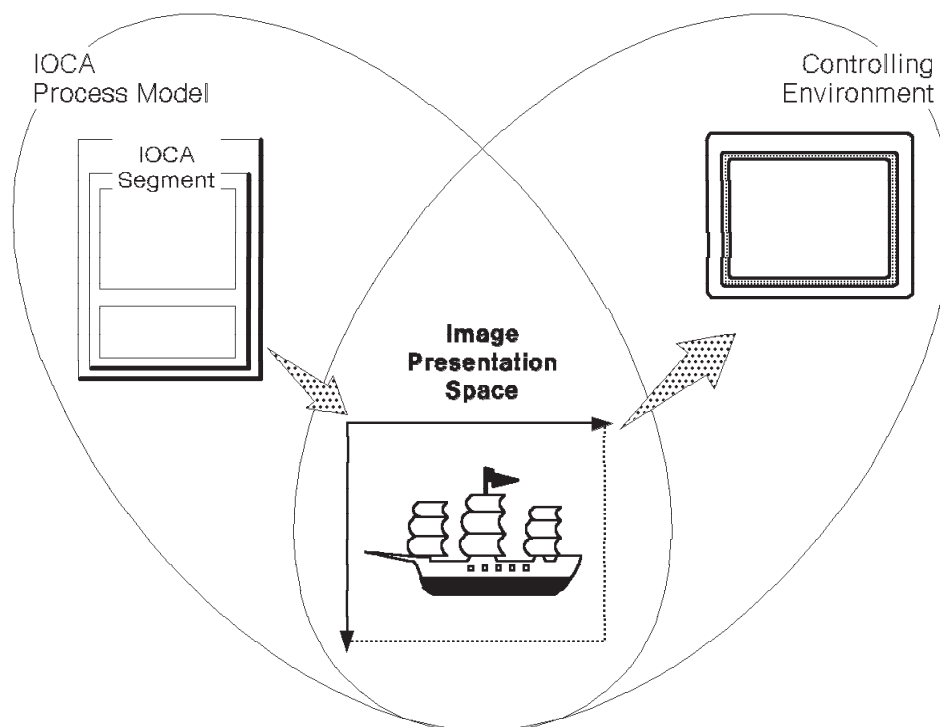 IOCA
Process Model
Controlling
Environment
IOCA
Segment
Image
Presentation
Space